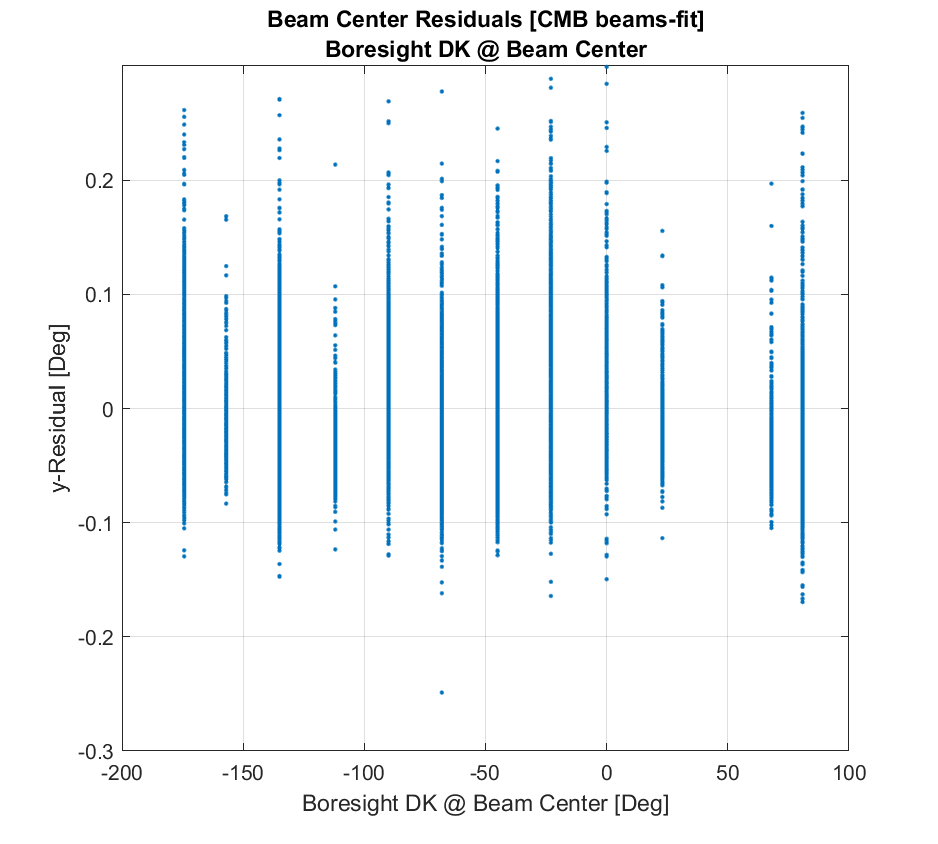 Beam Center Residuals [CMB beams-fit]
Boresight DK @ Beam Center
0.2
0.1
0
-0.1
-0.2
-0.3
y-Residual [Deg]
-200 -150 -100 -50 0 50 100
Boresight DK @ Beam Center [Deg]